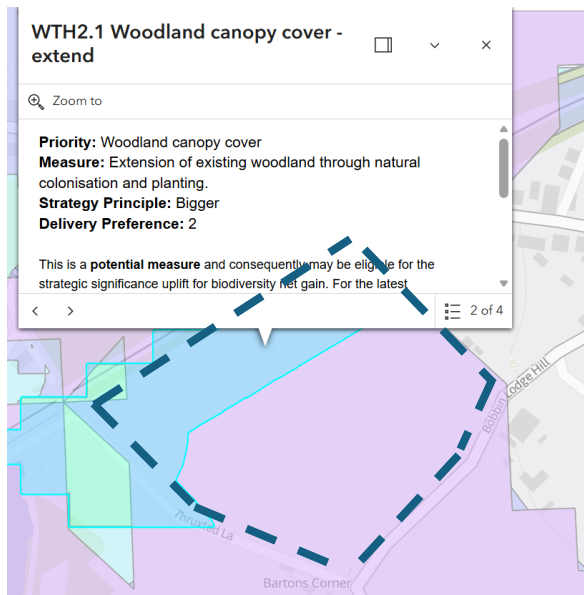 WTH2.1 Woodland canopy cover -
extend
Zoom to
Priority: Woodland canopy cover
Measure: Extension of existing woodland through natural
colonisation and planting.
Strategy Principle: Bigger
Delivery Preference: 2
This is a potential measure and consequently may be eligible for the
strategic significance uplift for biodiversity net gain. For the latest
2 of 4
Bobbin Lodge Hill
Thruxted La
Bartons Corner